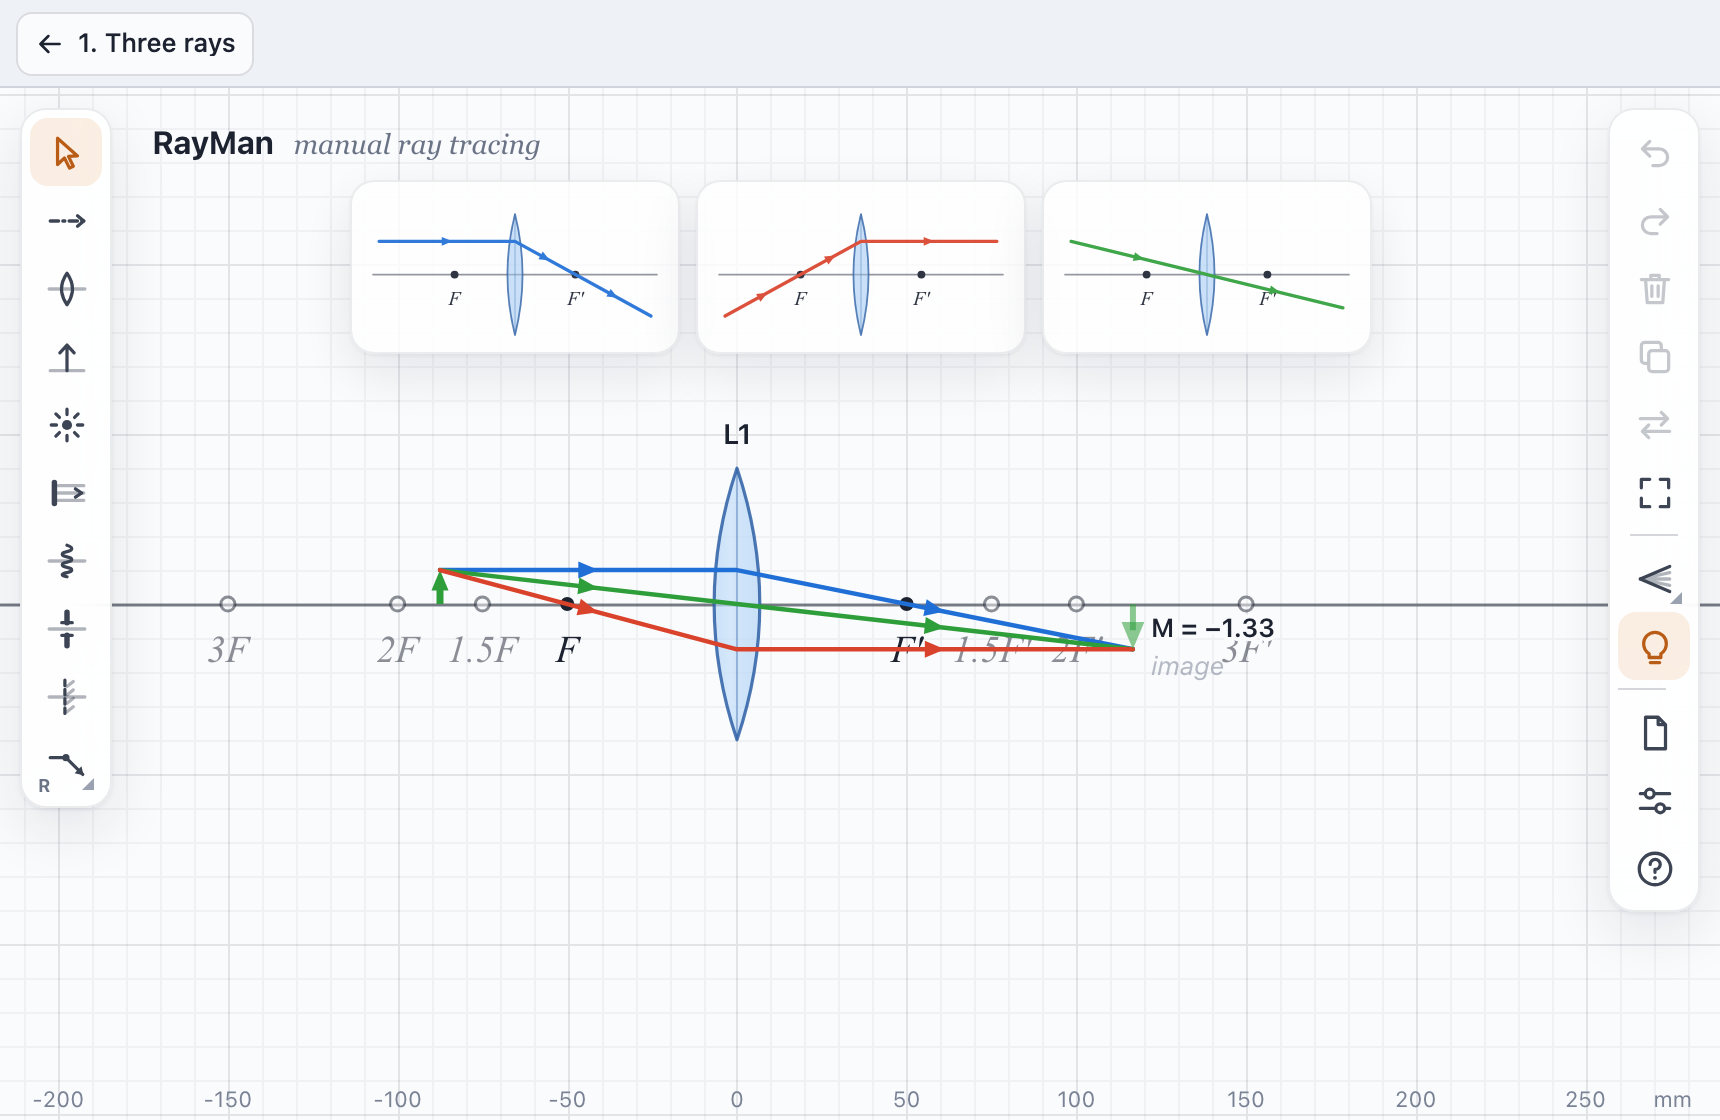 1. Three rays
RayMan manual ray tracing
F F'
F F'
F F'
L1
3F 2F 1.5F F F' 1.5F' 2F' 3F'
M = −1.33
image
R
-200 -150 -100 -50 0 50 100 150 200 250 mm